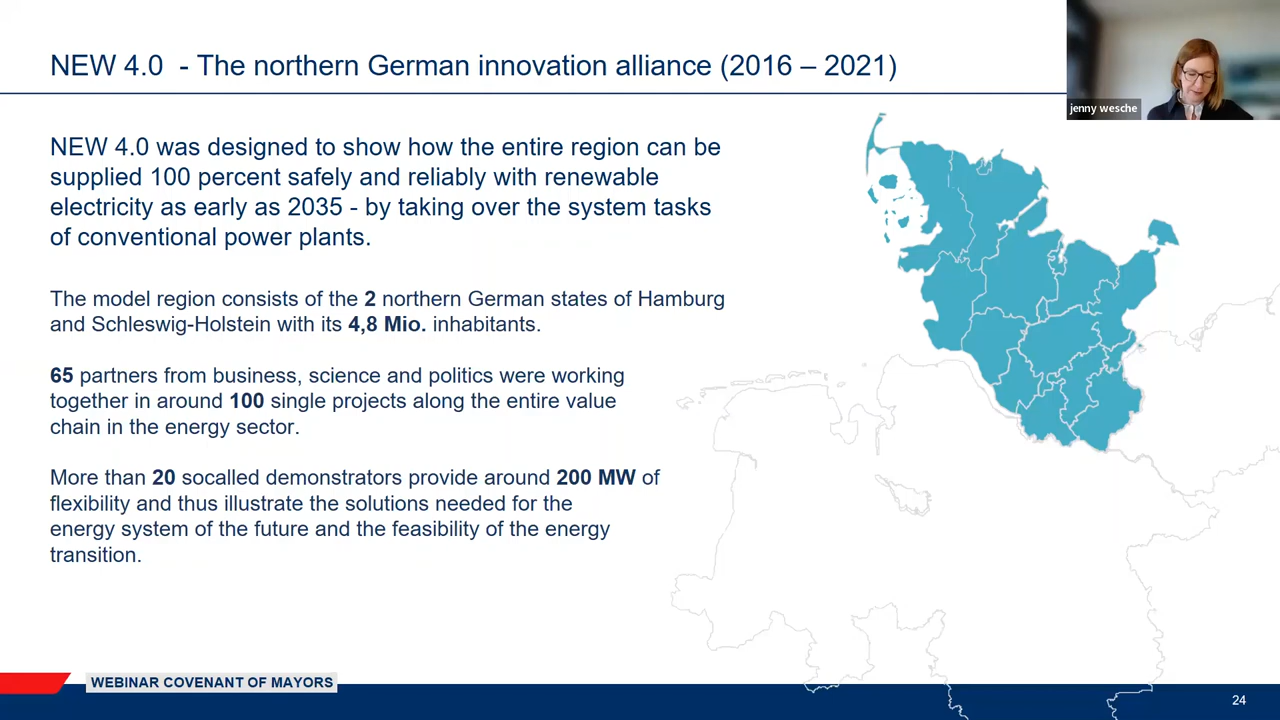 NEW 4.0 - The northern German innovation alliance (2016 – 2021)
jenny wesche
NEW 4.0 was designed to show how the entire region can be
supplied 100 percent safely and reliably with renewable
electricity as early as 2035 - by taking over the system tasks
of conventional power plants.
The model region consists of the 2 northern German states of Hamburg
and Schleswig-Holstein with its 4,8 Mio. inhabitants.
65 partners from business, science and politics were working
together in around 100 single projects along the entire value
chain in the energy sector.
More than 20 socalled demonstrators provide around 200 MW of
flexibility and thus illustrate the solutions needed for the
energy system of the future and the feasibility of the energy
transition.
WEBINAR COVENANT OF MAYORS
24